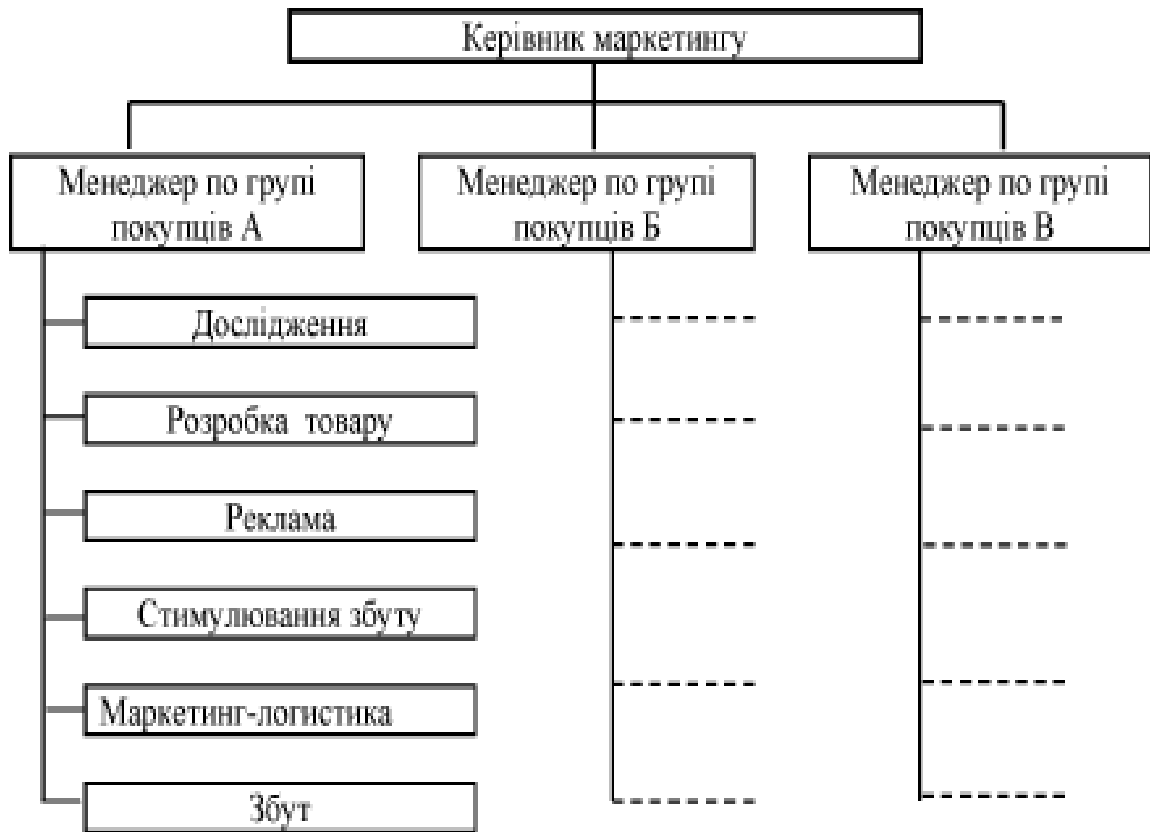 Керівник маркетингу
Менеджер по групі
покупців А
Менеджер по групі
покупців Б
Менеджер по групі
покупців В
Дослідження
Розробка товару
Реклама
Стимулювання збуту
Маркетинг-логистика
Збут